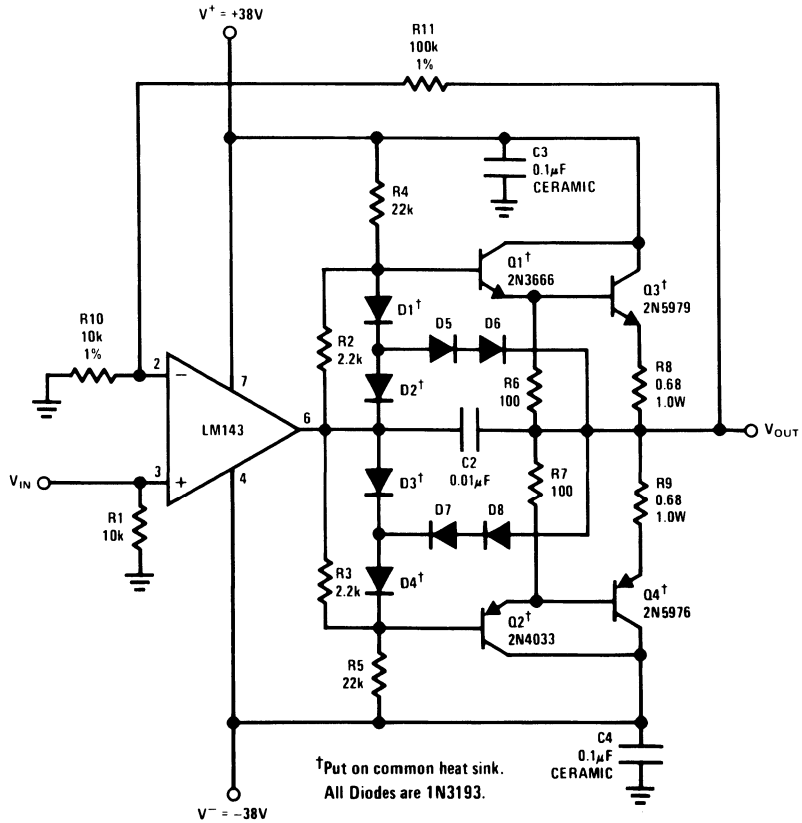 V⁺ = +38V
R11
100k
1%
C3
0.1μF
CERAMIC
R4
22k
Q1†
2N3666
Q3†
2N5979
D1†
R10
10k
1%
R2
2.2k
D5 D6
R6
100
R8
0.68
1.0W
D2†
2
−
7
LM143
6
VOUT
C2
0.01μF
VIN
3
+
4
D3†
R7
100
R9
0.68
1.0W
R1
10k
D7 D8
R3
2.2k
D4†
Q2†
2N4033
Q4†
2N5976
R5
22k
C4
0.1μF
CERAMIC
†Put on common heat sink.
All Diodes are 1N3193.
V⁻ = −38V